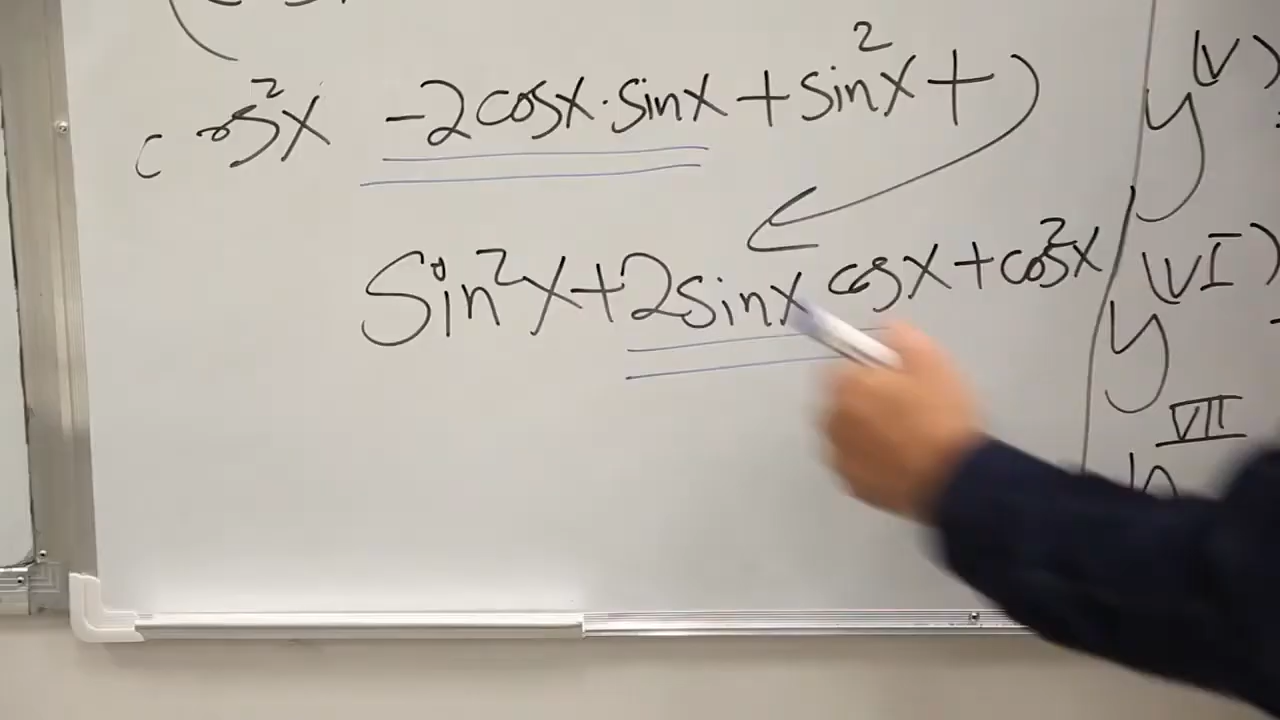 cos²x -2cosx·sinx + sin²x +
sin²x + 2sinx cosx + cos²x
y^(V)
y^(VI)
VII